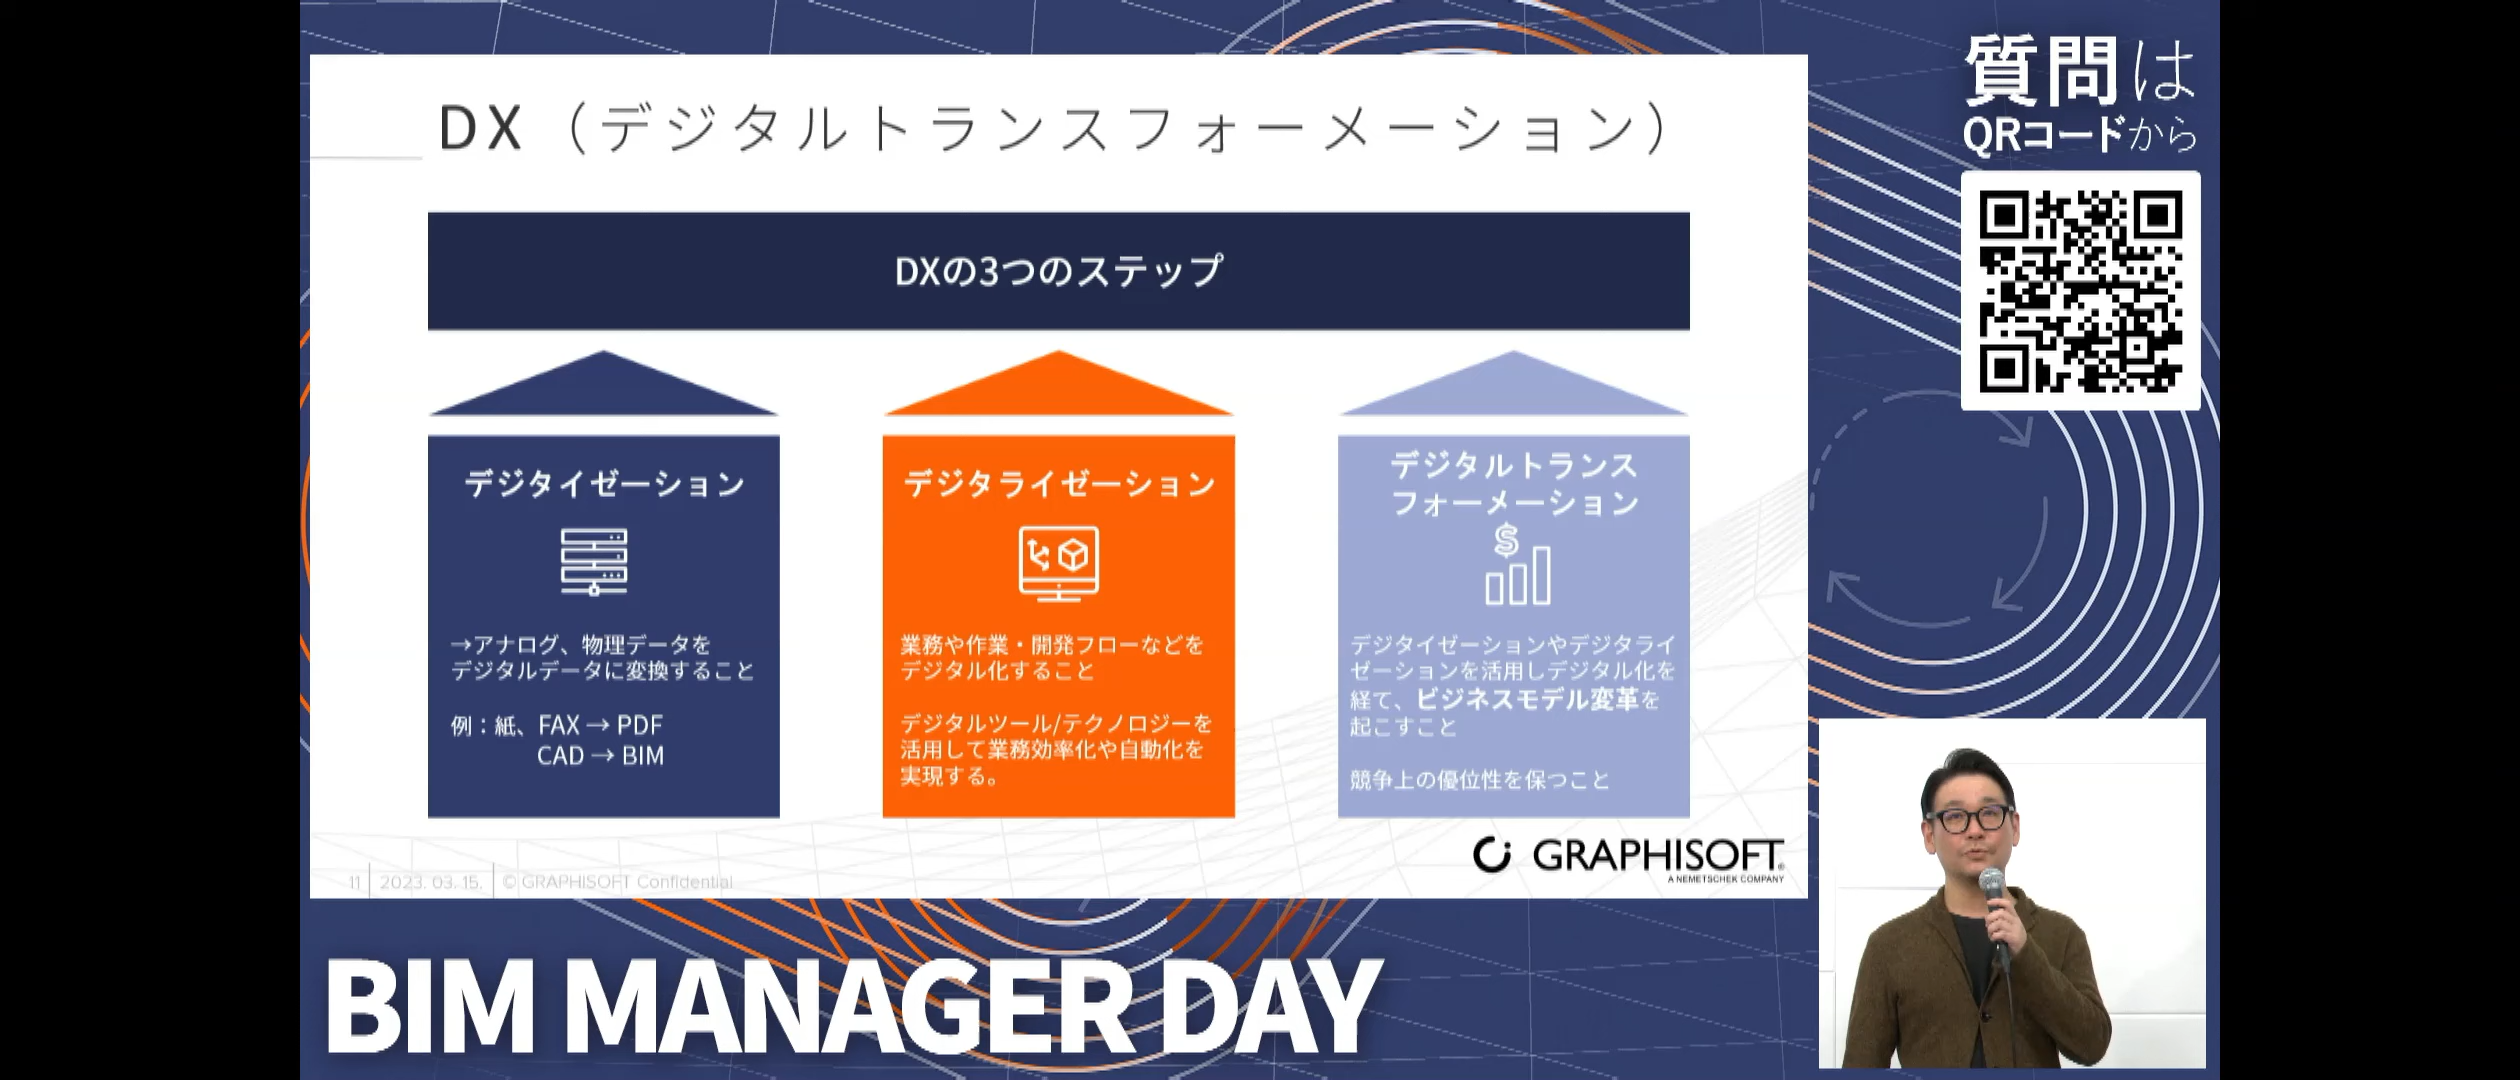 DX（デジタルトランスフォーメーション）
DXの3つのステップ
デジタイゼーション
→アナログ、物理データを
デジタルデータに変換すること
例：紙、FAX → PDF
CAD → BIM
デジタライゼーション
業務や作業・開発フローなどを
デジタル化すること
デジタルツール/テクノロジーを
活用して業務効率化や自動化を
実現する。
デジタルトランス
フォーメーション
$
デジタイゼーションやデジタライ
ゼーションを活用しデジタル化を
経て、ビジネスモデル変革を
起こすこと
競争上の優位性を保つこと
11 2023. 03. 15. © GRAPHISOFT Confidential
GRAPHISOFT®
A NEMETSCHEK COMPANY
質問は
QRコードから
BIM MANAGER DAY